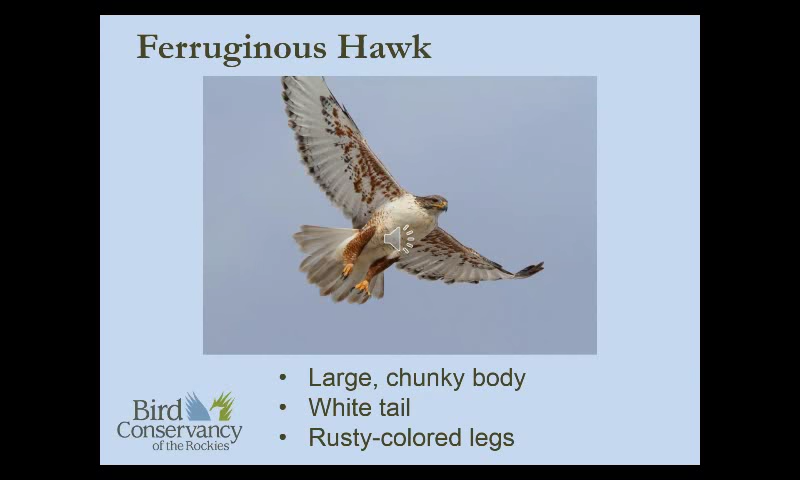 Ferruginous Hawk
• Large, chunky body
• White tail
• Rusty-colored legs
Bird
Conservancy
of the Rockies